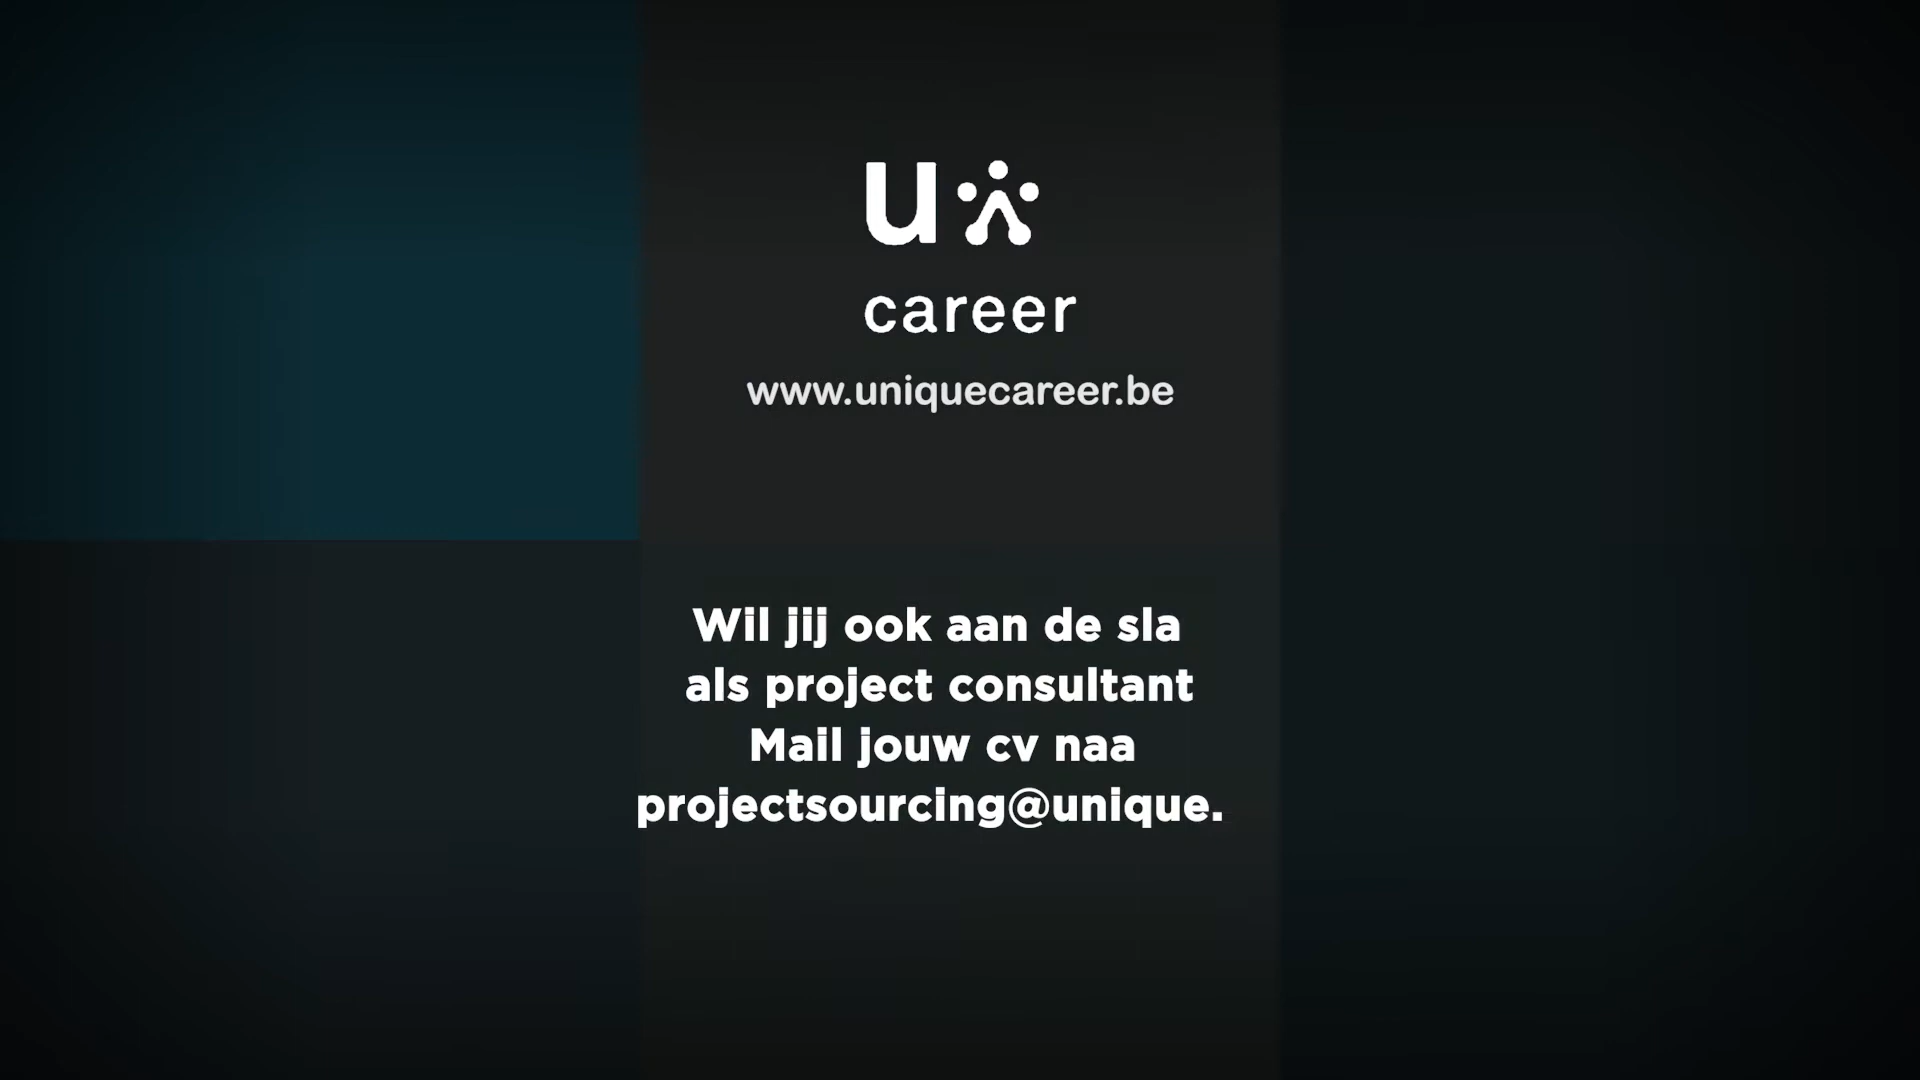 u
career
www.uniquecareer.be
Wil jij ook aan de sla
als project consultant
Mail jouw cv naa
projectsourcing@unique.